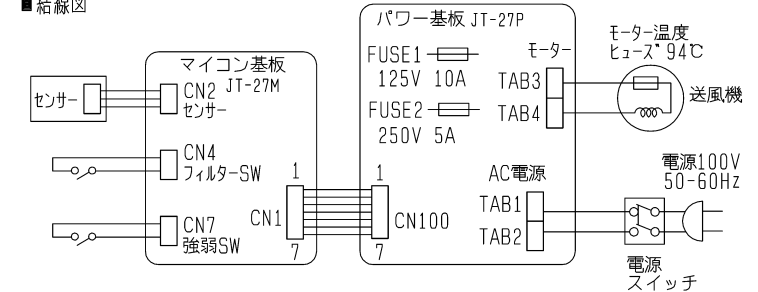 ■結線図
パワー基板 JT-27P
マイコン基板
JT-27M
センサー
CN2
センサー
CN4
フィルターSW
CN7
強弱SW
CN1
1
7
1
7
CN100
FUSE1
125V 10A
FUSE2
250V 5A
モーター
TAB3
TAB4
AC電源
TAB1
TAB2
モーター温度
ヒューズ 94℃
送風機
電源100V
50-60Hz
電源
スイッチ